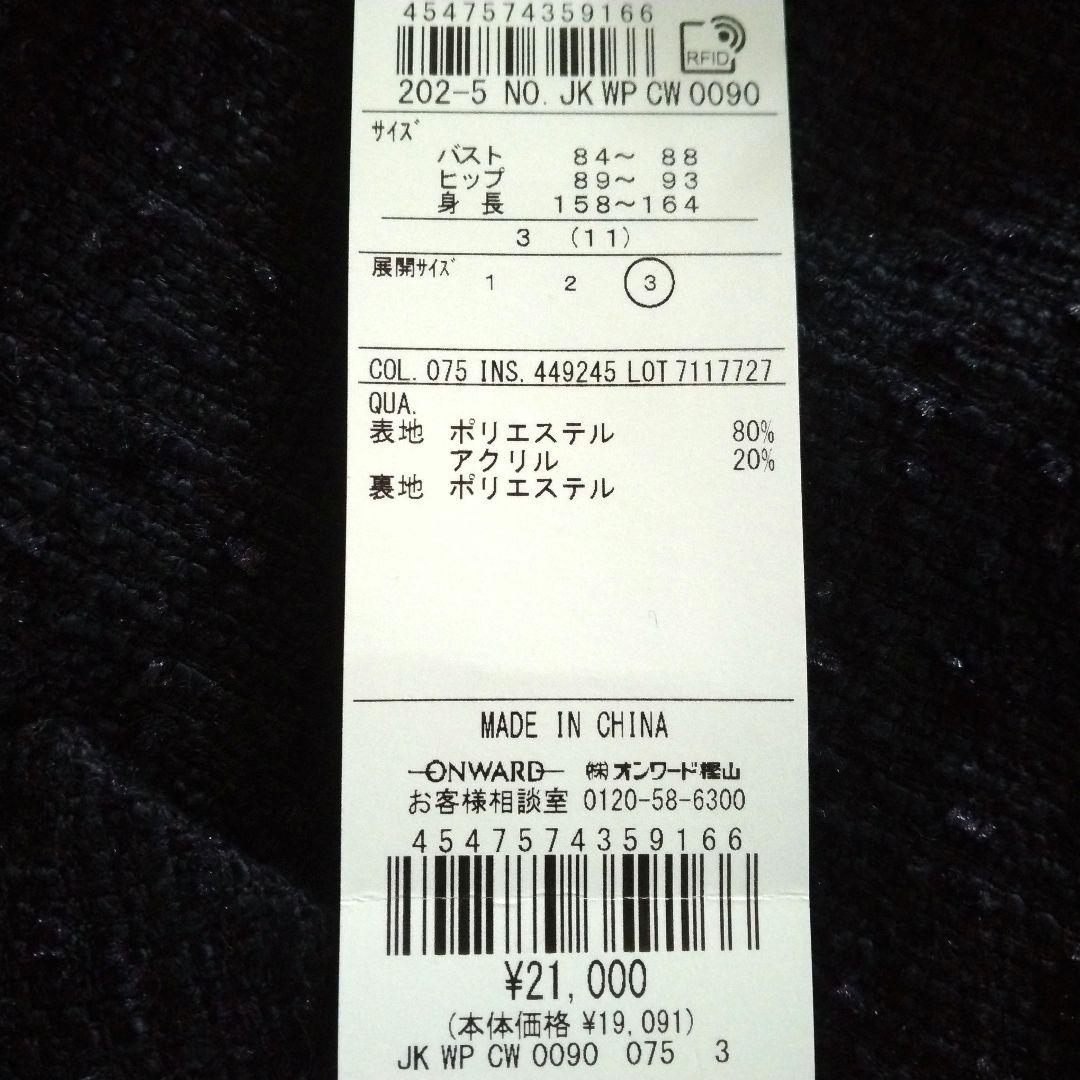 4547574359166
RFID
202-5 NO. JK WP CW 0090
サイズ
バスト 84～ 88
ヒップ 89～ 93
身長 158～164
3 (11)
展開サイズ 1 2 3
COL. 075 INS. 449245 LOT 7117727
QUA.
表地 ポリエステル 80%
アクリル 20%
裏地 ポリエステル
MADE IN CHINA
ONWARD ㈱オンワード樫山
お客様相談室 0120-58-6300
4547574359166
¥21,000
(本体価格 ¥19,091)
JK WP CW 0090 075 3